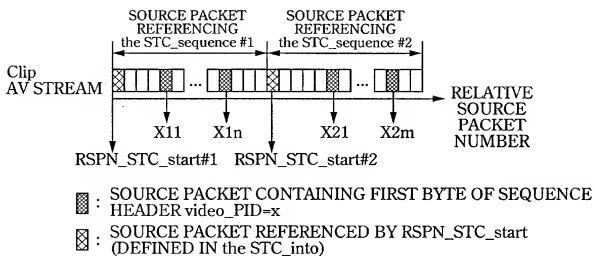 SOURCE PACKET SOURCE PACKET
REFERENCING REFERENCING
the STC_sequence #1 the STC_sequence #2
Clip
AV STREAM
... ...
RELATIVE
SOURCE
PACKET
NUMBER
X11 X1n X21 X2m
RSPN_STC_start#1 RSPN_STC_start#2
: SOURCE PACKET CONTAINING FIRST BYTE OF SEQUENCE
HEADER video_PID=x
: SOURCE PACKET REFERENCED BY RSPN_STC_start
(DEFINED IN the STC_into)